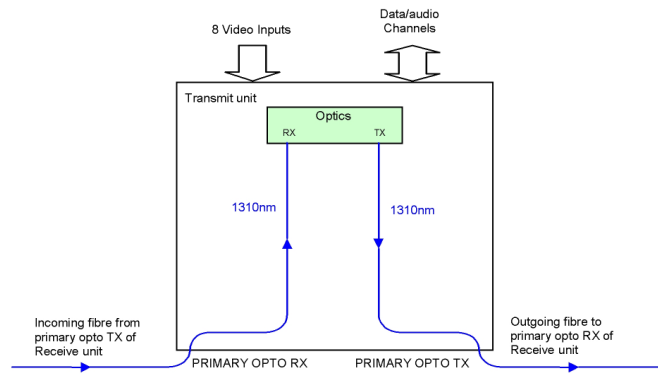 8 Video Inputs
Data/audio
Channels
Transmit unit
Optics
RX
TX
1310nm
1310nm
Incoming fibre from
primary opto TX of
Receive unit
PRIMARY OPTO RX
PRIMARY OPTO TX
Outgoing fibre to
primary opto RX of
Receive unit